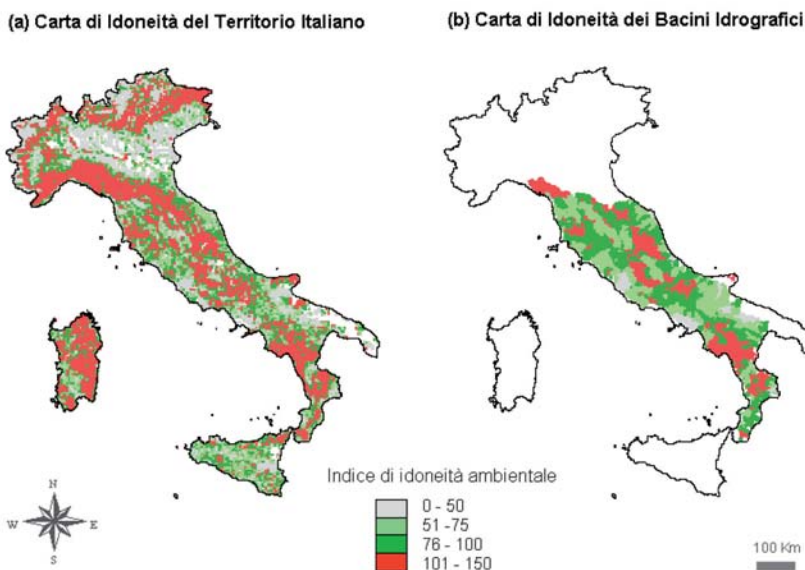 (a) Carta di Idoneità del Territorio Italiano
(b) Carta di Idoneità dei Bacini Idrografici
Indice di idoneità ambientale
0 - 50
51 -75
76 - 100
101 - 150
N
W E
S
100 Km